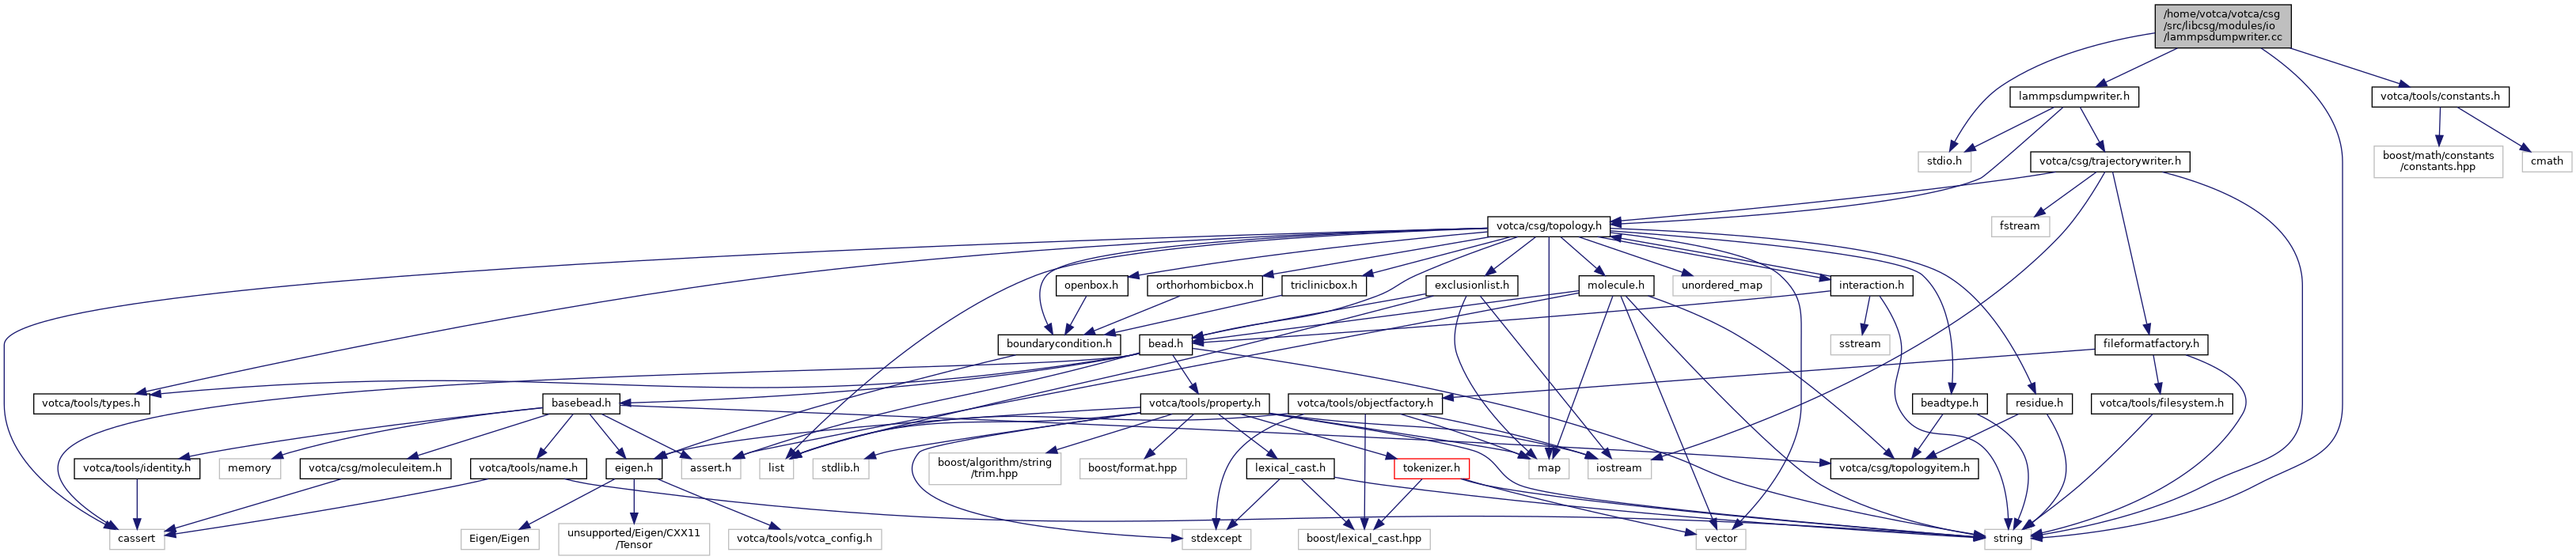 /home/votca/votca/csg
/src/libcsg/modules/io
/lammpsdumpwriter.cc
lammpsdumpwriter.h
votca/tools/constants.h
stdio.h
votca/csg/trajectorywriter.h
boost/math/constants
/constants.hpp
cmath
votca/csg/topology.h
fstream
openbox.h
orthorhombicbox.h
triclinicbox.h
exclusionlist.h
molecule.h
unordered_map
interaction.h
boundarycondition.h
bead.h
sstream
fileformatfactory.h
votca/tools/types.h
basebead.h
votca/tools/property.h
votca/tools/objectfactory.h
beadtype.h
residue.h
votca/tools/filesystem.h
votca/tools/identity.h
memory
votca/csg/moleculeitem.h
votca/tools/name.h
eigen.h
assert.h
list
stdlib.h
boost/algorithm/string
/trim.hpp
boost/format.hpp
lexical_cast.h
tokenizer.h
map
iostream
votca/csg/topologyitem.h
cassert
Eigen/Eigen
unsupported/Eigen/CXX11
/Tensor
votca/tools/votca_config.h
stdexcept
boost/lexical_cast.hpp
vector
string